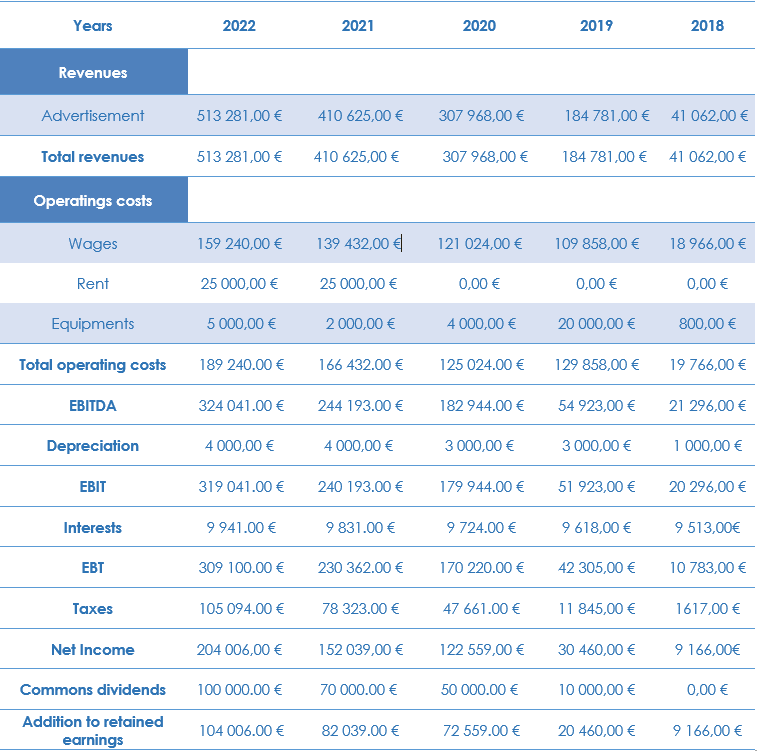 Years 2022 2021 2020 2019 2018
Revenues
Advertisement 513 281,00 € 410 625,00 € 307 968,00 € 184 781,00 € 41 062,00 €
Total revenues 513 281,00 € 410 625,00 € 307 968,00 € 184 781,00 € 41 062,00 €
Operatings costs
Wages 159 240,00 € 139 432,00 € 121 024,00 € 109 858,00 € 18 966,00 €
Rent 25 000,00 € 25 000,00 € 0,00 € 0,00 € 0,00 €
Equipments 5 000,00 € 2 000,00 € 4 000,00 € 20 000,00 € 800,00 €
Total operating costs 189 240.00 € 166 432.00 € 125 024.00 € 129 858,00 € 19 766,00 €
EBITDA 324 041.00 € 244 193.00 € 182 944.00 € 54 923,00 € 21 296,00 €
Depreciation 4 000,00 € 4 000,00 € 3 000,00 € 3 000,00 € 1 000,00 €
EBIT 319 041.00 € 240 193.00 € 179 944.00 € 51 923,00 € 20 296,00 €
Interests 9 941.00 € 9 831.00 € 9 724.00 € 9 618,00 € 9 513,00€
EBT 309 100.00 € 230 362.00 € 170 220.00 € 42 305,00 € 10 783,00 €
Taxes 105 094.00 € 78 323.00 € 47 661.00 € 11 845,00 € 1617,00 €
Net Income 204 006,00 € 152 039,00 € 122 559,00 € 30 460,00 € 9 166,00€
Commons dividends 100 000.00 € 70 000.00 € 50 000.00 € 10 000,00 € 0,00 €
Addition to retained
earnings 104 006.00 € 82 039.00 € 72 559.00 € 20 460,00 € 9 166,00 €